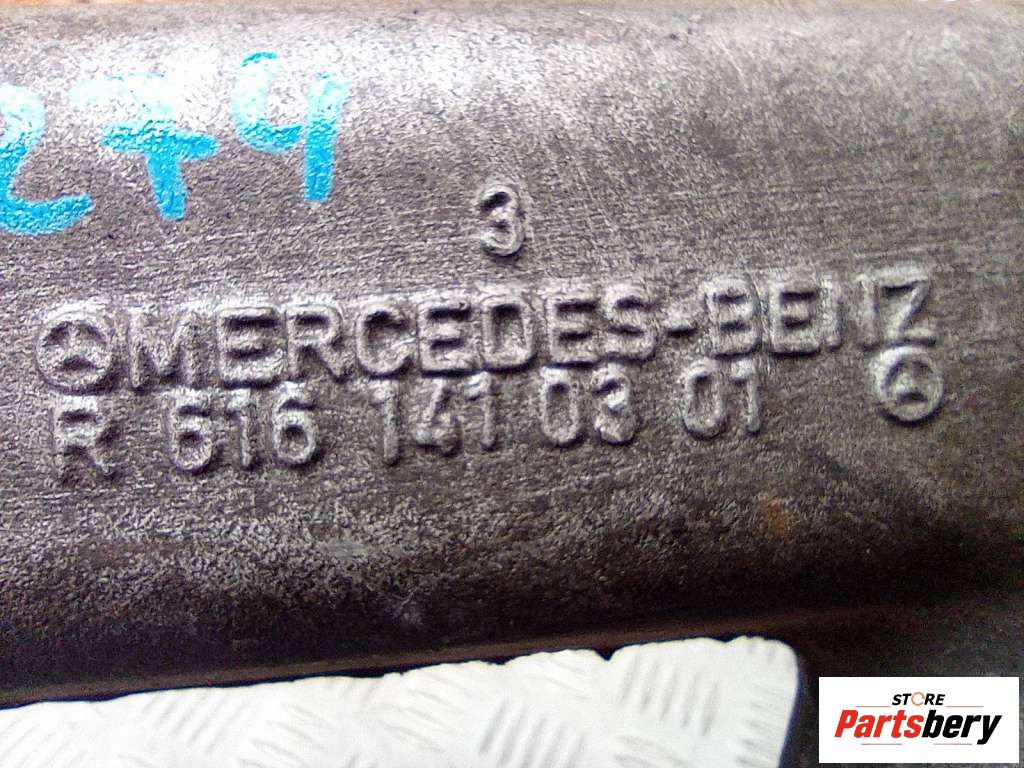 274
3
MERCEDES-BENZ
R 616 141 03 01
STORE
Partsbery